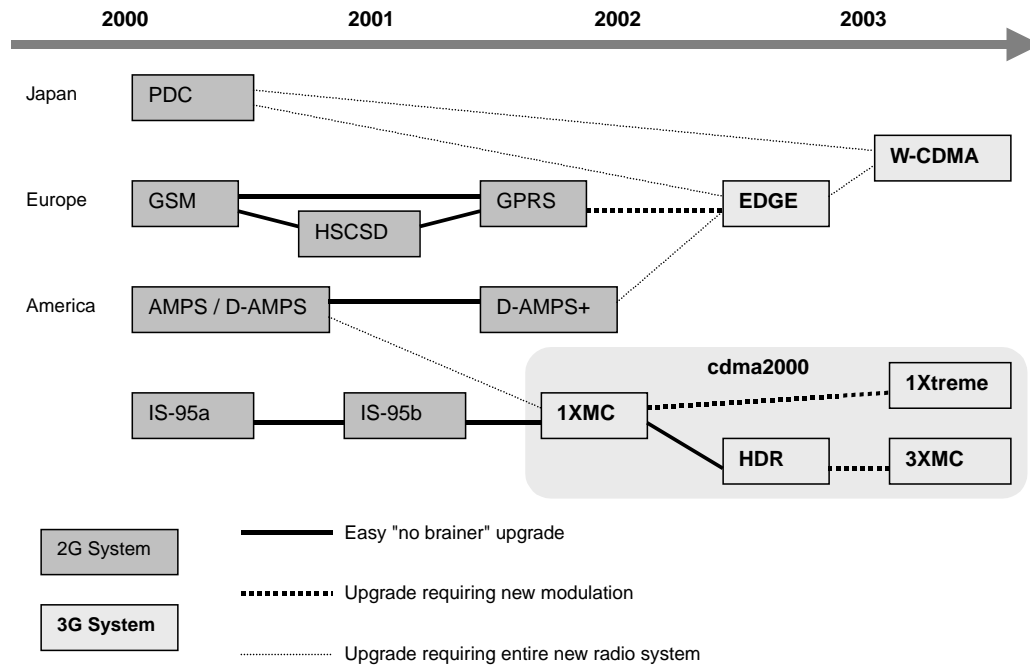 2000 2001 2002 2003
Japan PDC
W-CDMA
Europe GSM GPRS EDGE
HSCSD
America AMPS / D-AMPS D-AMPS+
cdma2000
1Xtreme
IS-95a IS-95b 1XMC
HDR 3XMC
Easy "no brainer" upgrade
2G System
Upgrade requiring new modulation
3G System
Upgrade requiring entire new radio system